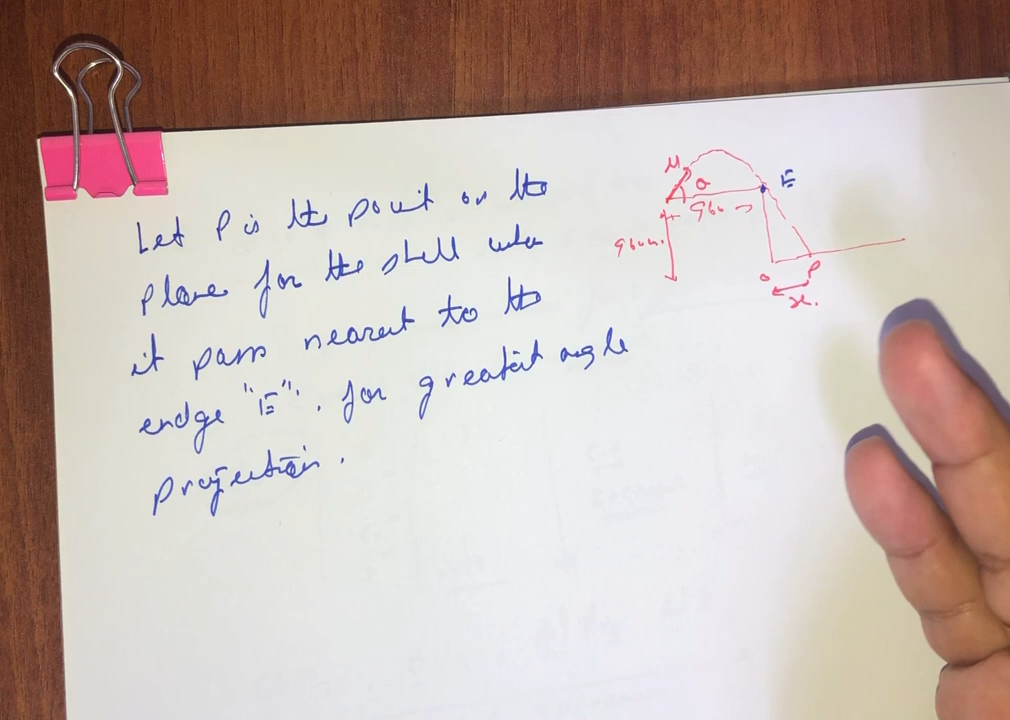 Let P is the point on the
plane for the shell when
it pass nearest to the
endge "E". for greatest angle
projection.
M
θ
E
960
960m.
O
P
x.